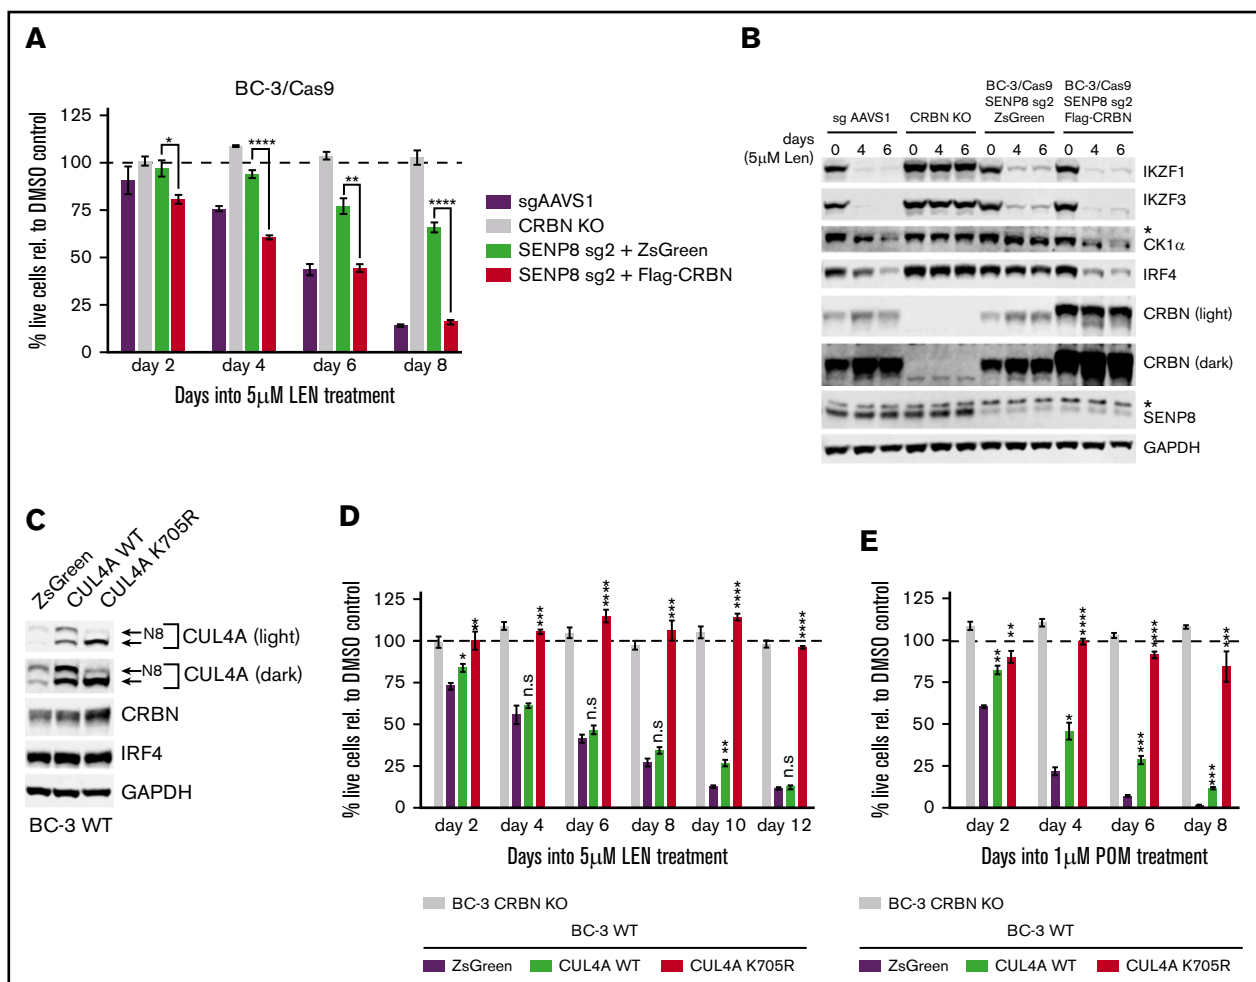 A
BC-3/Cas9
% live cells rel. to DMSO control
125
100
75
50
25
0
*
****
**
****
day 2
day 4
day 6
day 8
Days into 5µM LEN treatment
sgAAVS1
CRBN KO
SENP8 sg2 + ZsGreen
SENP8 sg2 + Flag-CRBN
B
sg AAVS1
CRBN KO
BC-3/Cas9
SENP8 sg2
ZsGreen
BC-3/Cas9
SENP8 sg2
Flag-CRBN
days
(5µM Len)
0 4 6 0 4 6 0 4 6 0 4 6
IKZF1
IKZF3
*
CK1α
IRF4
CRBN (light)
CRBN (dark)
*
SENP8
GAPDH
C
ZsGreen
CUL4A WT
CUL4A K705R
N8
CUL4A (light)
N8
CUL4A (dark)
CRBN
IRF4
GAPDH
BC-3 WT
D
% live cells rel. to DMSO control
125
100
75
50
25
0
*
**
n.s
***
n.s
****
n.s
***
**
****
n.s
****
day 2
day 4
day 6
day 8
day 10
day 12
Days into 5µM LEN treatment
BC-3 CRBN KO
BC-3 WT
ZsGreen
CUL4A WT
CUL4A K705R
E
% live cells rel. to DMSO control
125
100
75
50
25
0
**
**
*
****
***
****
****
***
day 2
day 4
day 6
day 8
Days into 1µM POM treatment
BC-3 CRBN KO
BC-3 WT
ZsGreen
CUL4A WT
CUL4A K705R